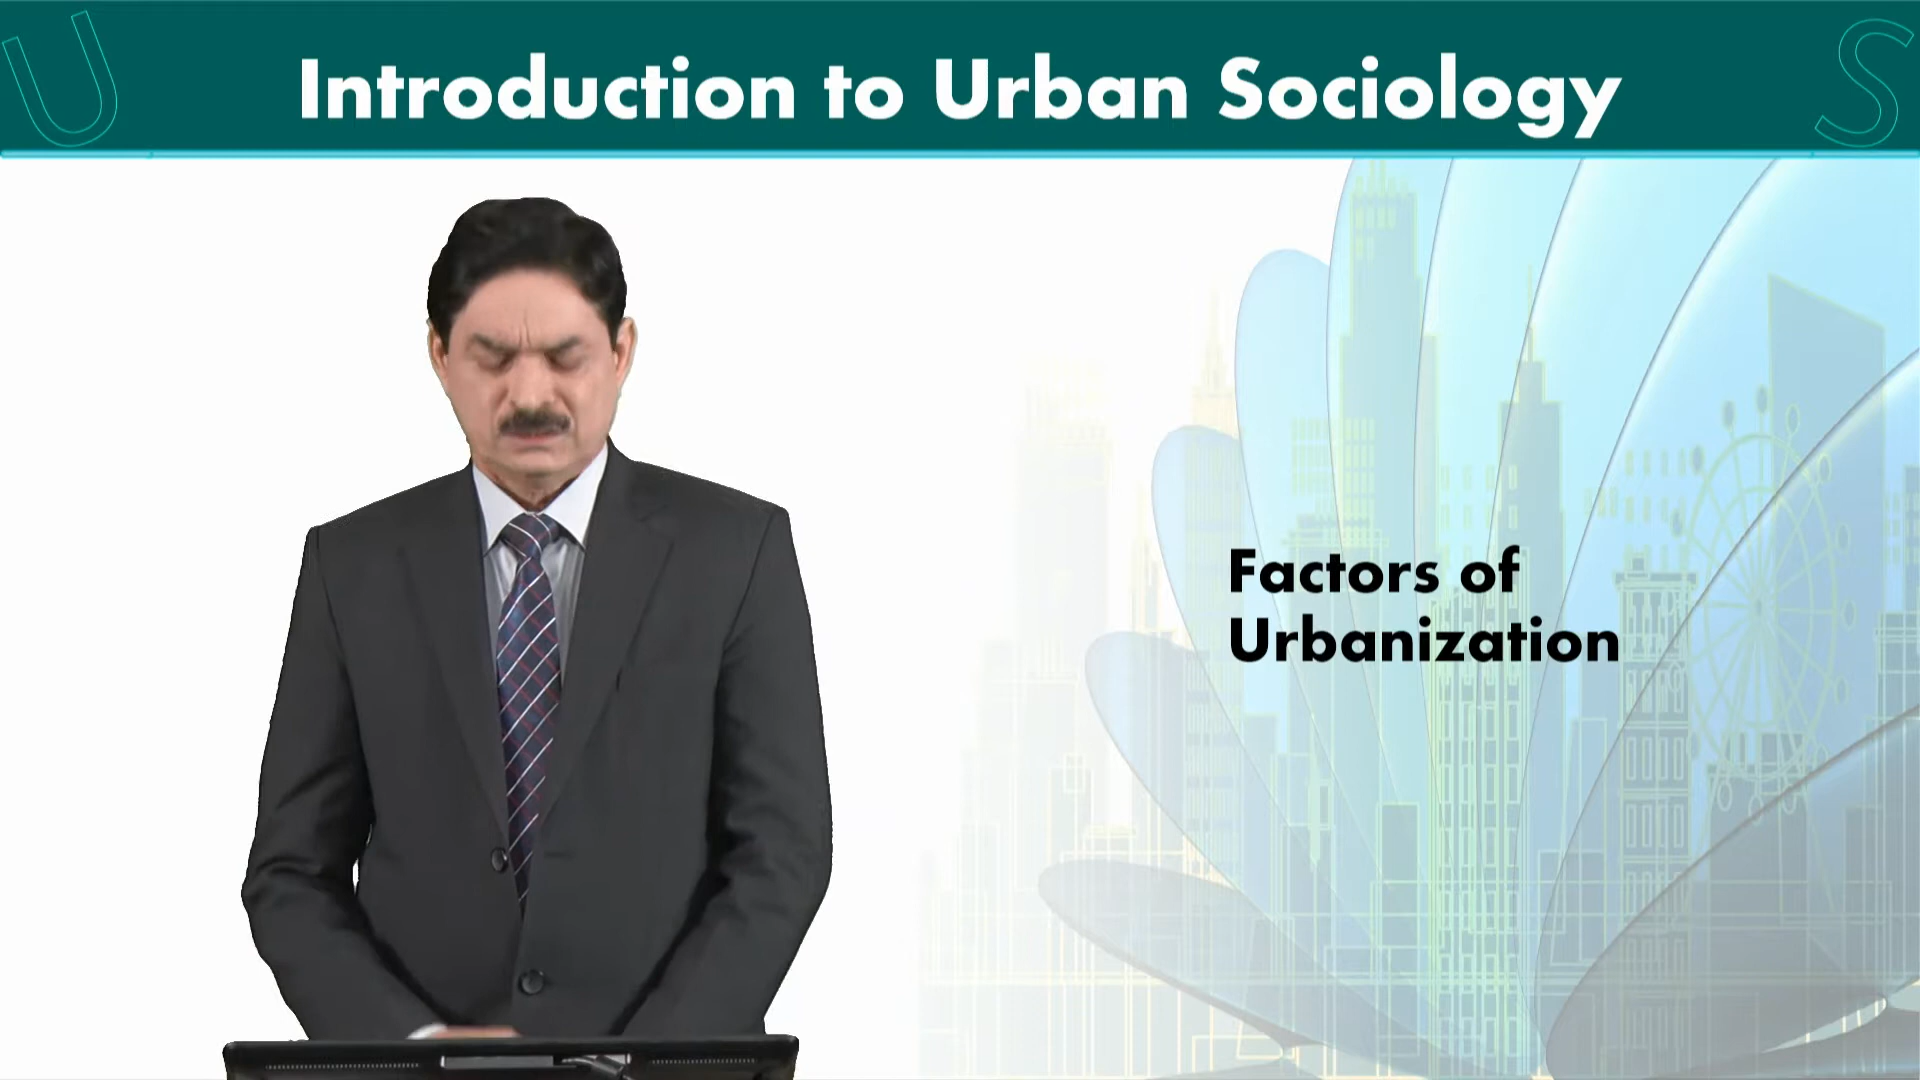 U
Introduction to Urban Sociology
S
Factors of
Urbanization